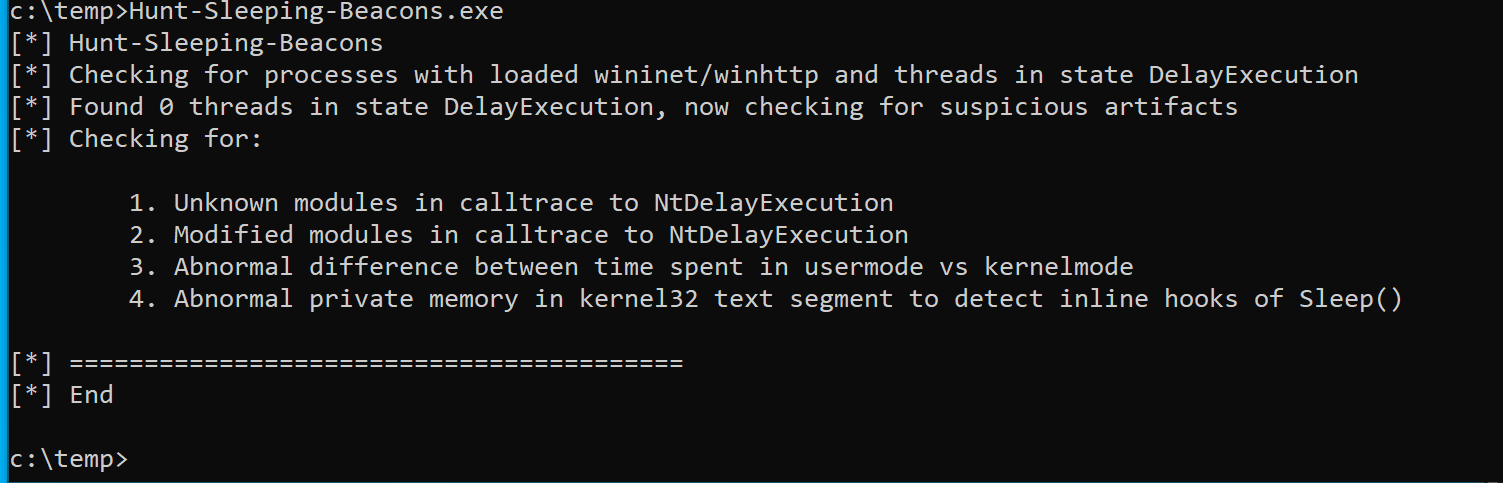 c:\temp>Hunt-Sleeping-Beacons.exe
[*] Hunt-Sleeping-Beacons
[*] Checking for processes with loaded wininet/winhttp and threads in state DelayExecution
[*] Found 0 threads in state DelayExecution, now checking for suspicious artifacts
[*] Checking for:
1. Unknown modules in calltrace to NtDelayExecution
2. Modified modules in calltrace to NtDelayExecution
3. Abnormal difference between time spent in usermode vs kernelmode
4. Abnormal private memory in kernel32 text segment to detect inline hooks of Sleep()
[*] =========================================
[*] End
c:\temp>